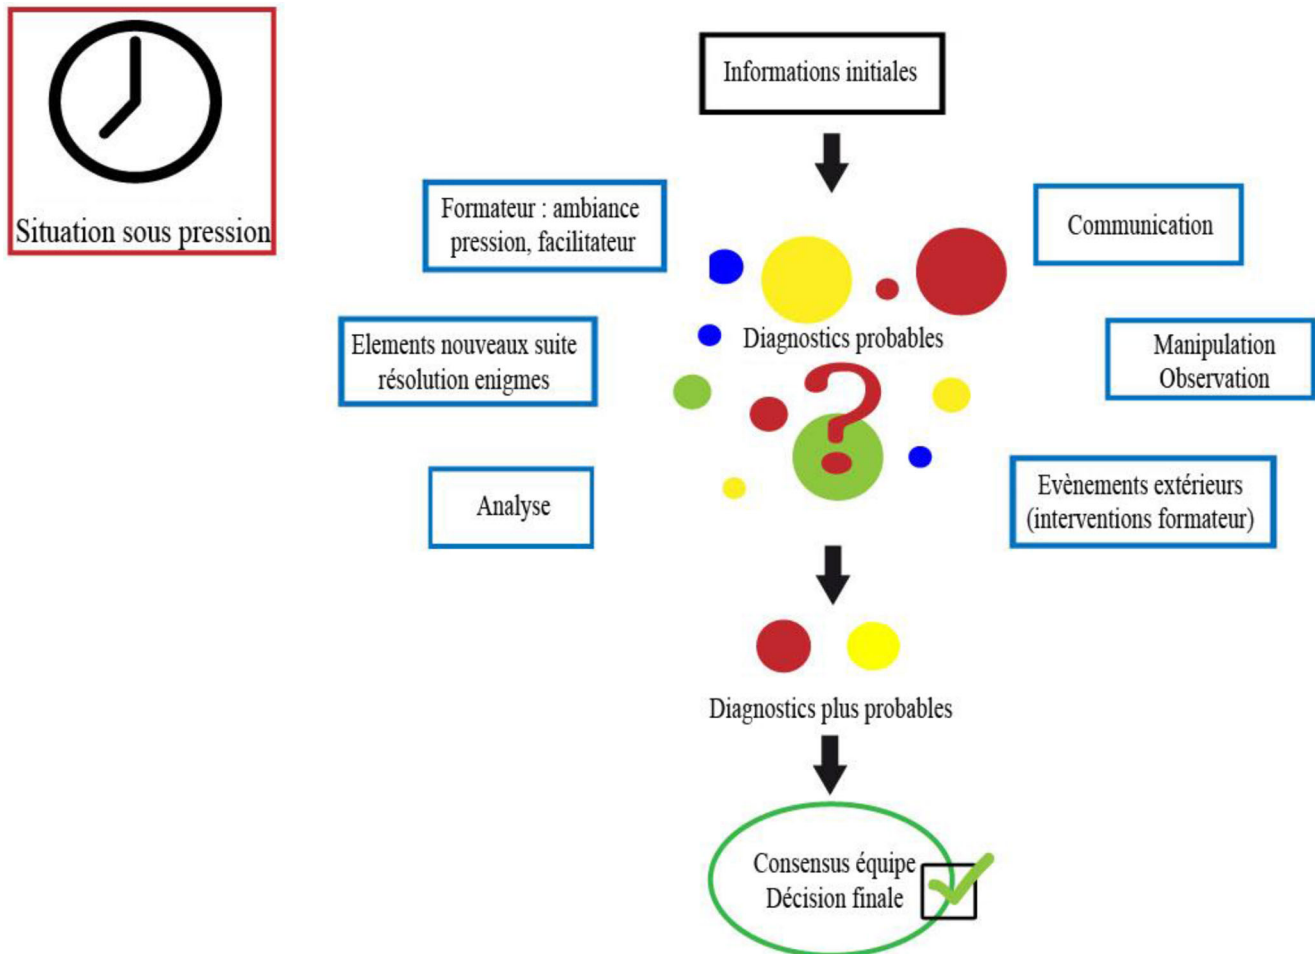 Situation sous pression
Informations initiales
Formateur : ambiance
pression, facilitateur
Communication
Elements nouveaux suite
résolution enigmes
Diagnostics probables
?
Manipulation
Observation
Analyse
Evènements extérieurs
(interventions formateur)
Diagnostics plus probables
Consensus équipe
Décision finale